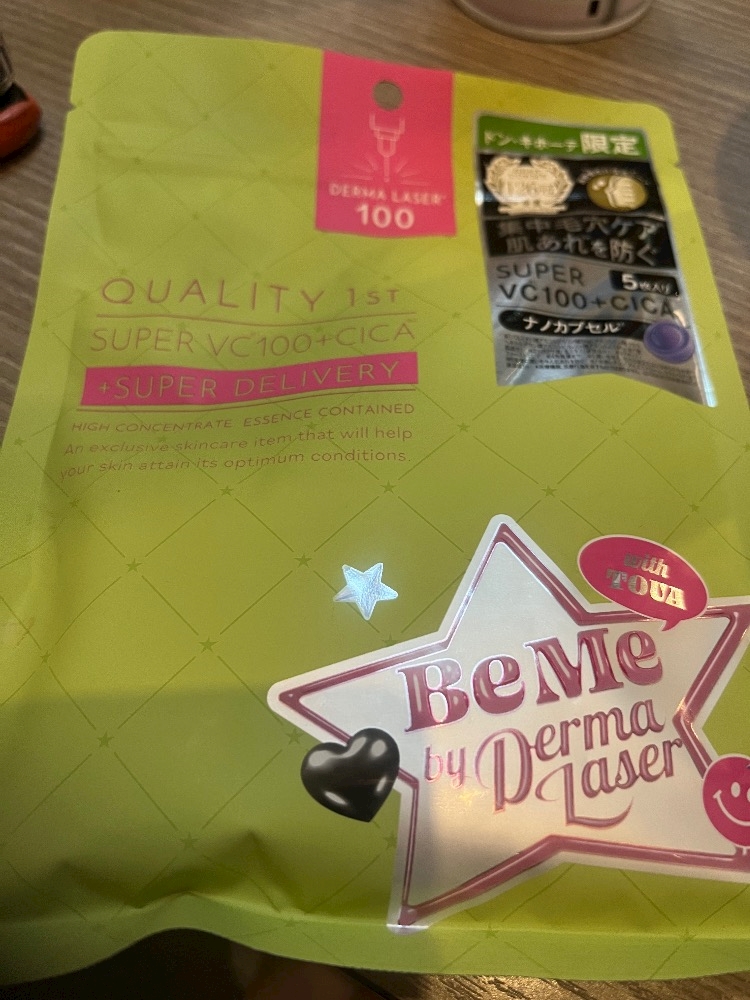 DERMA LASER
100
ドン・キホーテ限定
集中毛穴ケア
肌あれを防ぐ
SUPER
VC100+CICA
5枚入り
ナノカプセル
QUALITY 1ST
SUPER VC100+CICA
+SUPER DELIVERY
HIGH CONCENTRATE ESSENCE CONTAINED
An exclusive skincare item that will help
your skin attain its optimum conditions.
with
TOUA
BeMe
by Derma
Laser